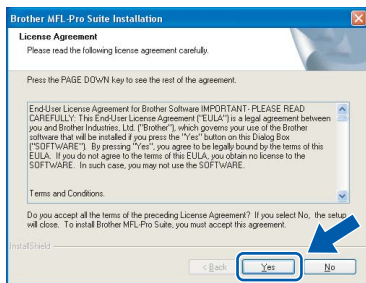 Brother MFL-Pro Suite Installation
License Agreement
Please read the following license agreement carefully.
Press the PAGE DOWN key to see the rest of the agreement.
End-User License Agreement for Brother Software IMPORTANT- PLEASE READ
CAREFULLY: This End-User License Agreement ("EULA") is a legal agreement between
you and Brother Industries, Ltd. ("Brother"), which governs your use of the Brother
software that will be installed if you press the "Yes" button on this Dialog Box
("SOFTWARE"). By pressing "Yes", you agree to be legally bound by the terms of this
EULA. If you do not agree to the terms of this EULA, you obtain no license to the
SOFTWARE. In such case, you may not use the SOFTWARE.
Terms and Conditions.
Do you accept all the terms of the preceding License Agreement? If you select No, the setup
will close. To install Brother MFL-Pro Suite, you must accept this agreement.
InstallShield
< Back Yes No